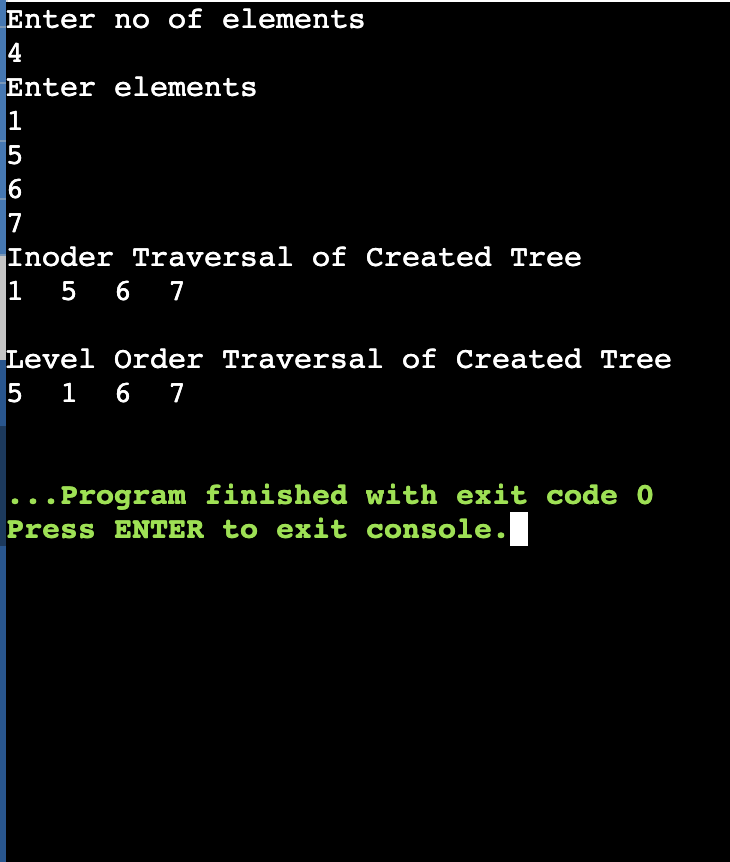 Enter no of elements
4
Enter elements
1
5
6
7
Inoder Traversal of Created Tree
1  5  6  7
Level Order Traversal of Created Tree
5  1  6  7
...Program finished with exit code 0
Press ENTER to exit console.